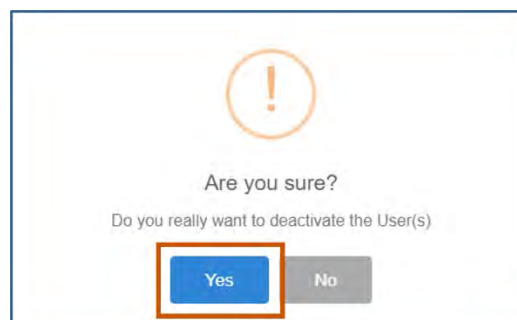 !
Are you sure?
Do you really want to deactivate the User(s)
Yes No